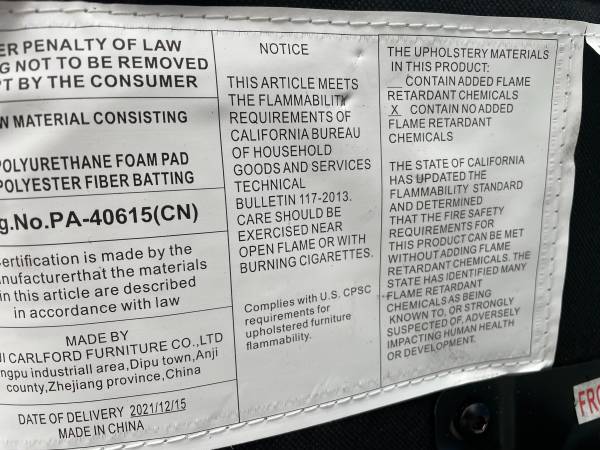 ER PENALTY OF LAW
G NOT TO BE REMOVED
PT BY THE CONSUMER
W MATERIAL CONSISTING
POLYURETHANE FOAM PAD
POLYESTER FIBER BATTING
g.No.PA-40615(CN)
ertification is made by the
nufacturerthat the materials
in this article are described
in accordance with law
MADE BY
JI CARLFORD FURNITURE CO.,LTD
ngpu industriall area,Dipu town,Anji
county,Zhejiang province,China
DATE OF DELIVERY 2021/12/15
MADE IN CHINA
NOTICE
THIS ARTICLE MEETS
THE FLAMMABILITY
REQUIREMENTS OF
CALIFORNIA BUREAU
OF HOUSEHOLD
GOODS AND SERVICES
TECHNICAL
BULLETIN 117-2013.
CARE SHOULD BE
EXERCISED NEAR
OPEN FLAME OR WITH
BURNING CIGARETTES.
Complies with U.S. CPSC
requirements for
upholstered furniture
flammability.
THE UPHOLSTERY MATERIALS
IN THIS PRODUCT:
__ CONTAIN ADDED FLAME
RETARDANT CHEMICALS
X CONTAIN NO ADDED
FLAME RETARDANT
CHEMICALS
THE STATE OF CALIFORNIA
HAS UPDATED THE
FLAMMABILITY STANDARD
AND DETERMINED
THAT THE FIRE SAFETY
REQUIREMENTS FOR
THIS PRODUCT CAN BE MET
WITHOUT ADDING FLAME
RETARDANT CHEMICALS. THE
STATE HAS IDENTIFIED MANY
FLAME RETARDANT
CHEMICALS AS BEING
KNOWN TO, OR STRONGLY
SUSPECTED OF, ADVERSELY
IMPACTING HUMAN HEALTH
OR DEVELOPMENT.
FRO